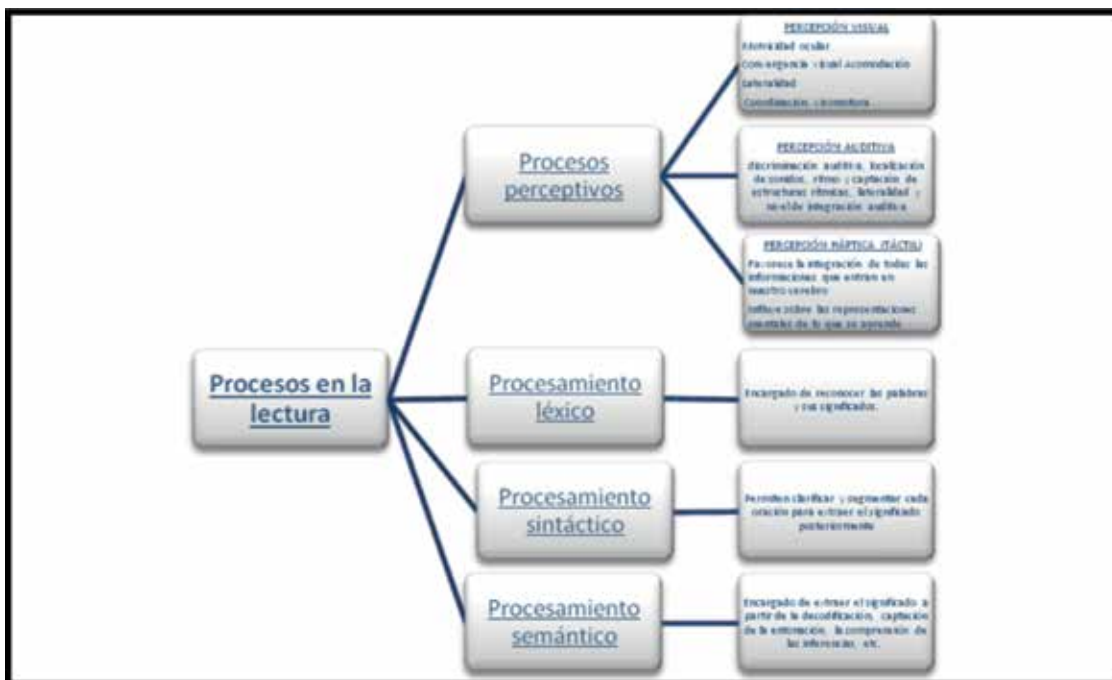 Procesos en la
lectura
Procesos
perceptivos
PERCEPCIÓN VISUAL
Motricidad ocular
Convergencia visual Acomodación
Lateralidad
Coordinación
PERCEPCIÓN AUDITIVA
discriminación auditiva, localización
de sonidos, ritmo y captación de
estructuras rítmicas, lateralidad y
nivel de integración auditiva
PERCEPCIÓN HÁPTICA (TÁCTIL)
Favorece la integración de todas las
informaciones que entran en
nuestro cerebro
Influye sobre las representaciones
mentales de lo que se aprende
Procesamiento
léxico
Encargado de reconocer las palabras
y sus significados.
Procesamiento
sintáctico
Permiten clarificar y segmentar cada
oración para extraer el significado
posteriormente
Procesamiento
semántico
Encargado de extraer el significado a
partir de la decodificación, captación
de la entonación, la comprensión de
las inferencias, etc.